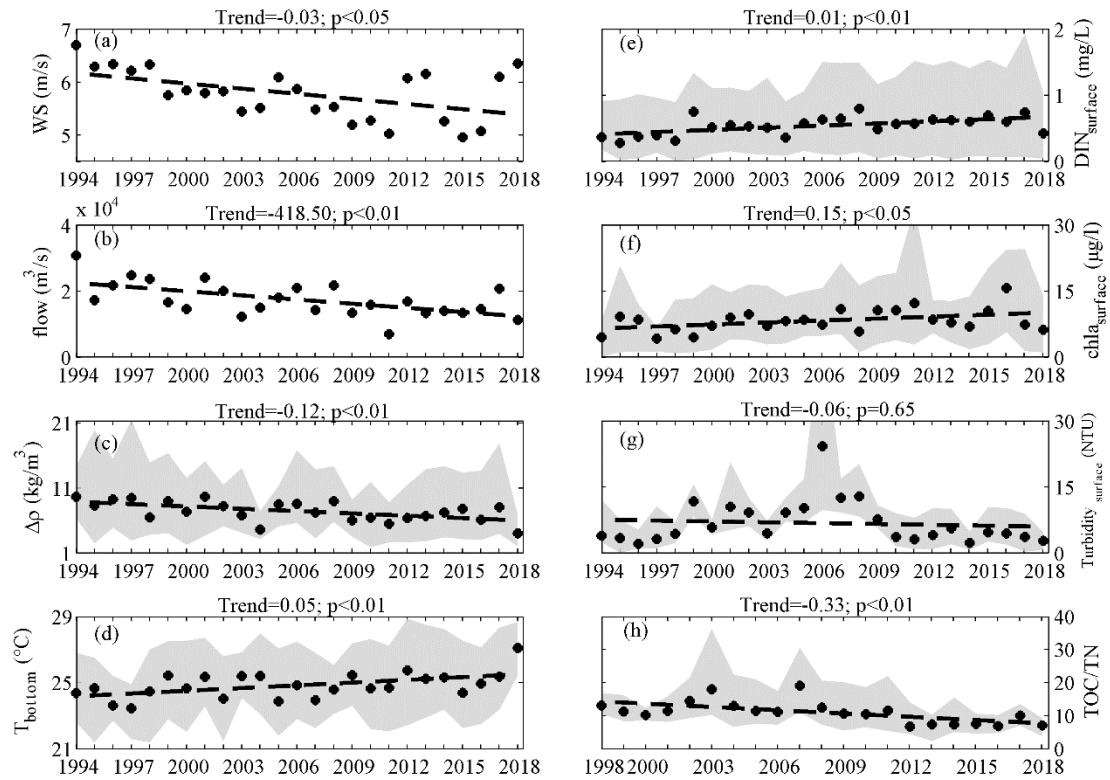 Trend=-0.03; p<0.05
(a)
WS (m/s)
7
6
5
1994 1997 2000 2003 2006 2009 2012 2015 2018
Trend=-418.50; p<0.01
x 10^4
(b)
flow (m^3/s)
4
2
0
1994 1997 2000 2003 2006 2009 2012 2015 2018
Trend=-0.12; p<0.01
(c)
Δρ (kg/m^3)
21
11
1
1994 1997 2000 2003 2006 2009 2012 2015 2018
Trend=0.05; p<0.01
(d)
T_bottom (°C)
29
25
21
1994 1997 2000 2003 2006 2009 2012 2015 2018
Trend=0.01; p<0.01
(e)
DIN_surface (mg/L)
2
1
0
1994 1997 2000 2003 2006 2009 2012 2015 2018
Trend=0.15; p<0.05
(f)
chla_surface (µg/l)
30
15
0
1994 1997 2000 2003 2006 2009 2012 2015 2018
Trend=-0.06; p=0.65
(g)
Turbidity_surface (NTU)
30
15
0
1994 1997 2000 2003 2006 2009 2012 2015 2018
Trend=-0.33; p<0.01
(h)
TOC/TN
40
30
20
10
0
1998 2000 2003 2006 2009 2012 2015 2018